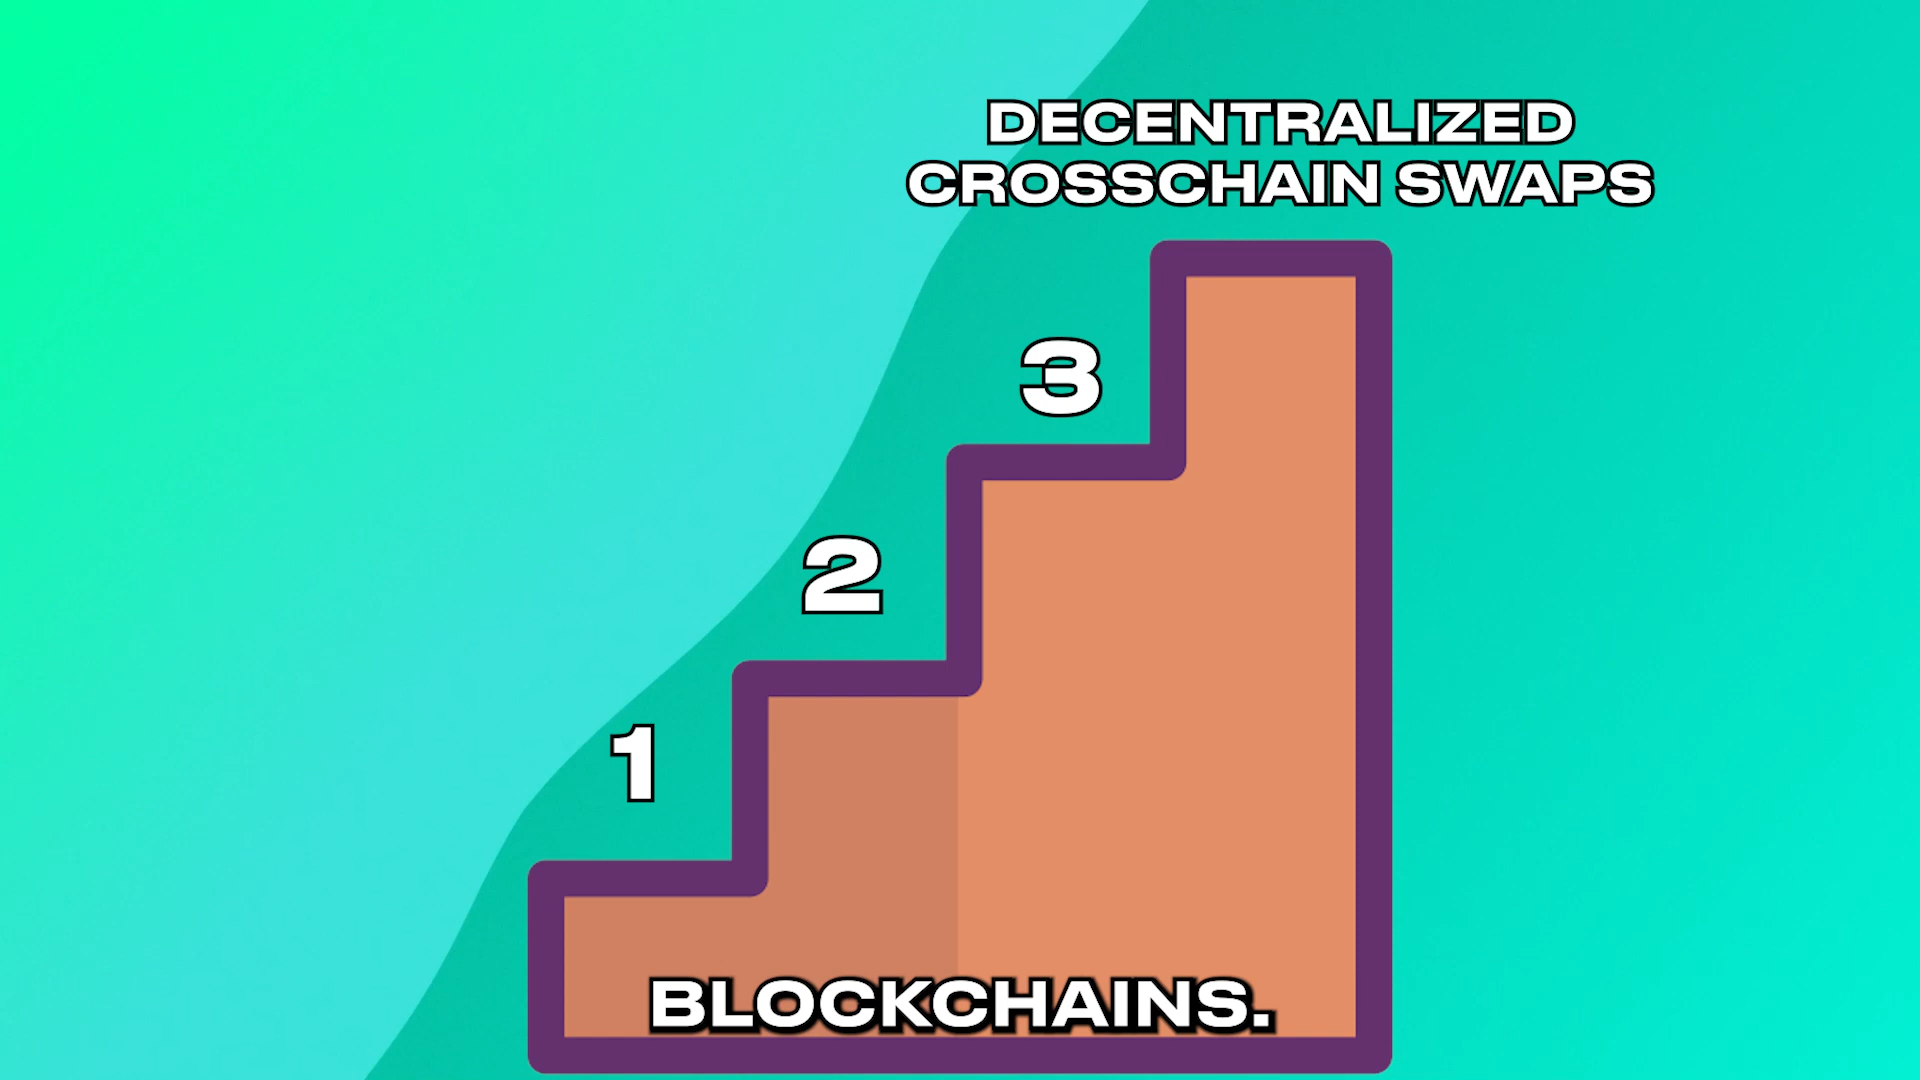 DECENTRALIZED
CROSSCHAIN SWAPS
3
2
1
BLOCKCHAINS.